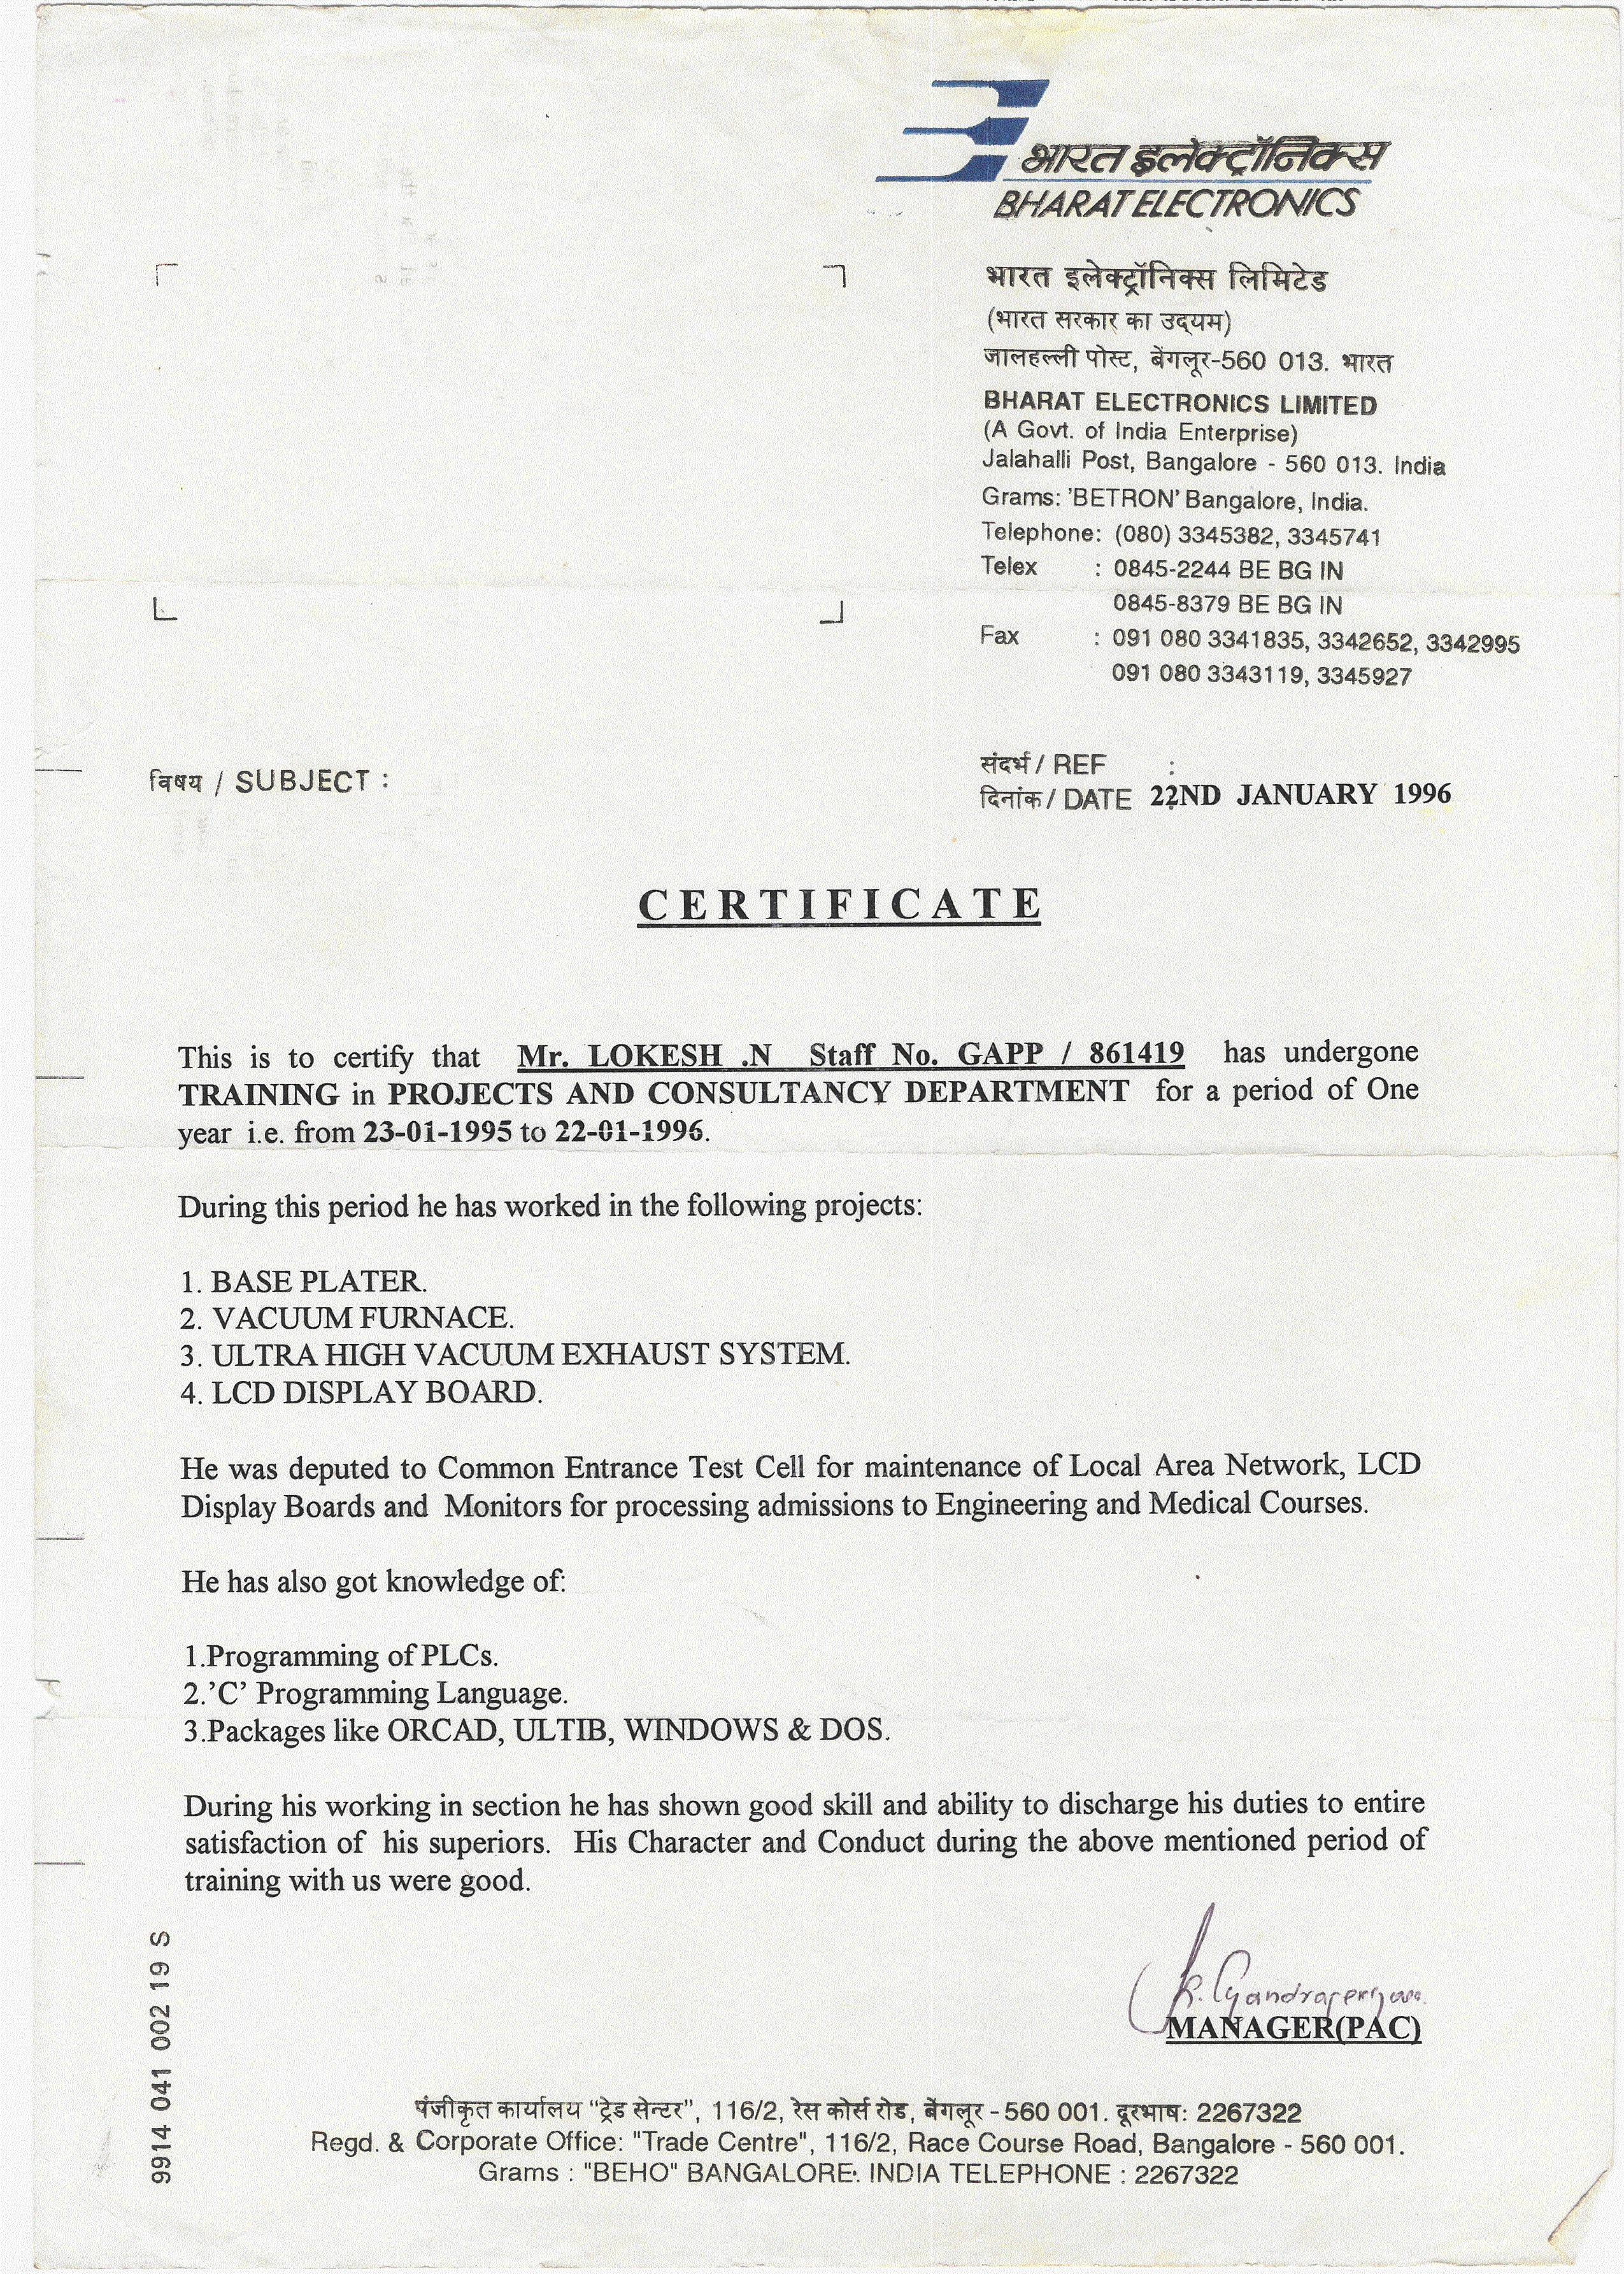 भारत इलेक्ट्रॉनिक्स
BHARAT ELECTRONICS
भारत इलेक्ट्रॉनिक्स लिमिटेड
(भारत सरकार का उद्यम)
जालहल्ली पोस्ट, बेंगलूर-560 013. भारत
BHARAT ELECTRONICS LIMITED
(A Govt. of India Enterprise)
Jalahalli Post, Bangalore - 560 013. India
Grams: 'BETRON' Bangalore, India.
Telephone: (080) 3345382, 3345741
Telex : 0845-2244 BE BG IN
0845-8379 BE BG IN
Fax : 091 080 3341835, 3342652, 3342995
091 080 3343119, 3345927
विषय / SUBJECT :
संदर्भ / REF :
दिनांक / DATE 22ND JANUARY 1996
CERTIFICATE
This is to certify that Mr. LOKESH .N Staff No. GAPP / 861419 has undergone
TRAINING in PROJECTS AND CONSULTANCY DEPARTMENT for a period of One
year i.e. from 23-01-1995 to 22-01-1996.
During this period he has worked in the following projects:
1. BASE PLATER.
2. VACUUM FURNACE.
3. ULTRA HIGH VACUUM EXHAUST SYSTEM.
4. LCD DISPLAY BOARD.
He was deputed to Common Entrance Test Cell for maintenance of Local Area Network, LCD
Display Boards and Monitors for processing admissions to Engineering and Medical Courses.
He has also got knowledge of:
1.Programming of PLCs.
2.'C' Programming Language.
3.Packages like ORCAD, ULTIB, WINDOWS & DOS.
During his working in section he has shown good skill and ability to discharge his duties to entire
satisfaction of his superiors. His Character and Conduct during the above mentioned period of
training with us were good.
MANAGER(PAC)
9914 041 002 19 S
पंजीकृत कार्यालय “ट्रेड सेन्टर”, 116/2, रेस कोर्स रोड, बेंगलूर - 560 001. दूरभाष: 2267322
Regd. & Corporate Office: "Trade Centre", 116/2, Race Course Road, Bangalore - 560 001.
Grams : "BEHO" BANGALORE. INDIA TELEPHONE : 2267322